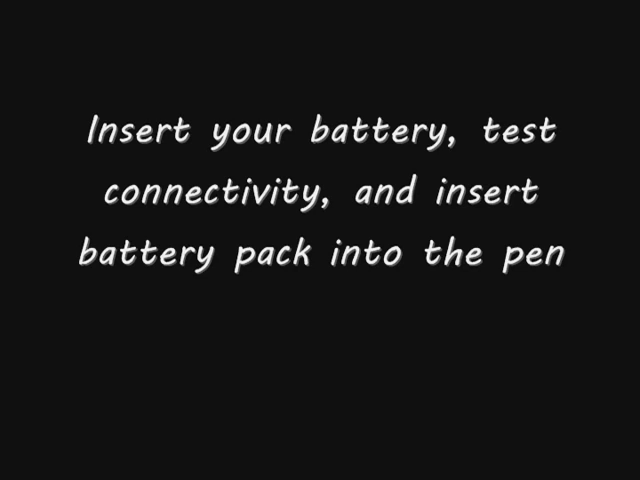 Insert your battery, test
connectivity, and insert
battery pack into the pen